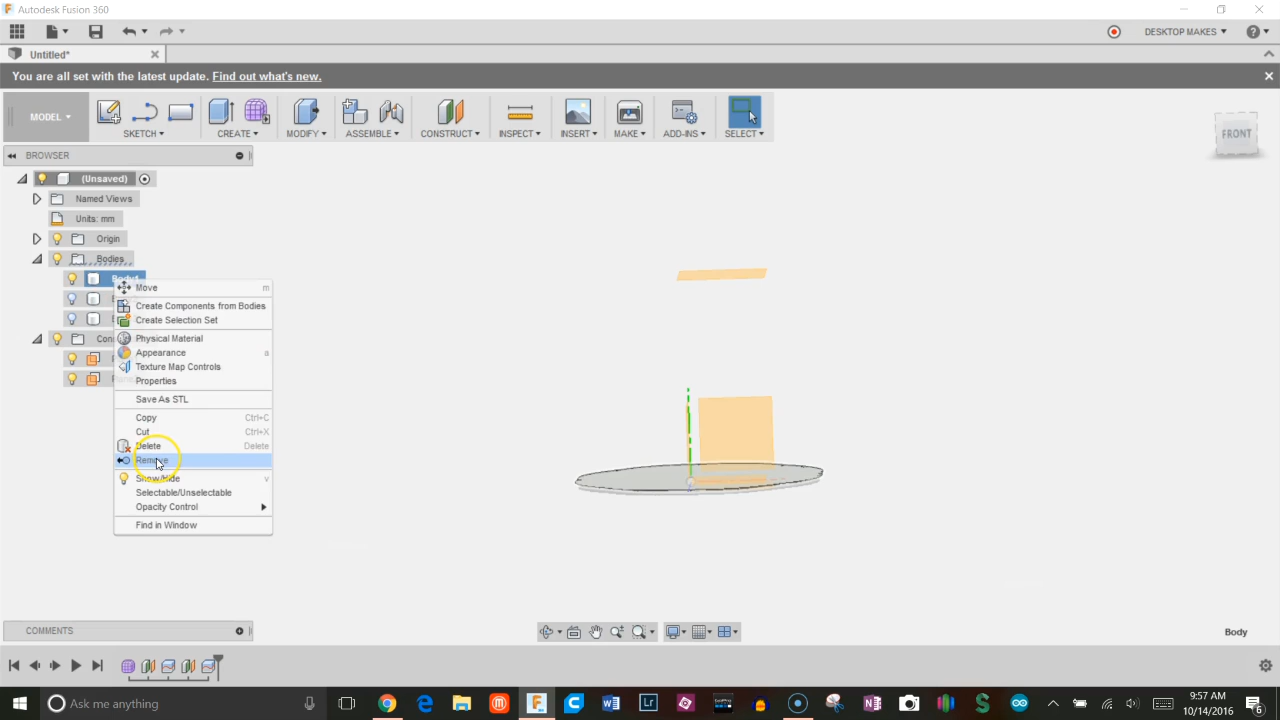 Autodesk Fusion 360
DESKTOP MAKES
Untitled*
You are all set with the latest update. Find out what's new.
MODEL
SKETCH
CREATE
MODIFY
ASSEMBLE
CONSTRUCT
INSPECT
INSERT
MAKE
ADD-INS
SELECT
FRONT
BROWSER
(Unsaved)
Named Views
Units: mm
Origin
Bodies
Move m
Create Components from Bodies
Create Selection Set
Physical Material
Appearance a
Texture Map Controls
Properties
Save As STL
Copy Ctrl+C
Cut Ctrl+X
Delete Delete
Remove
Show/Hide v
Selectable/Unselectable
Opacity Control
Find in Window
COMMENTS
Body
Ask me anything
9:57 AM
10/14/2016